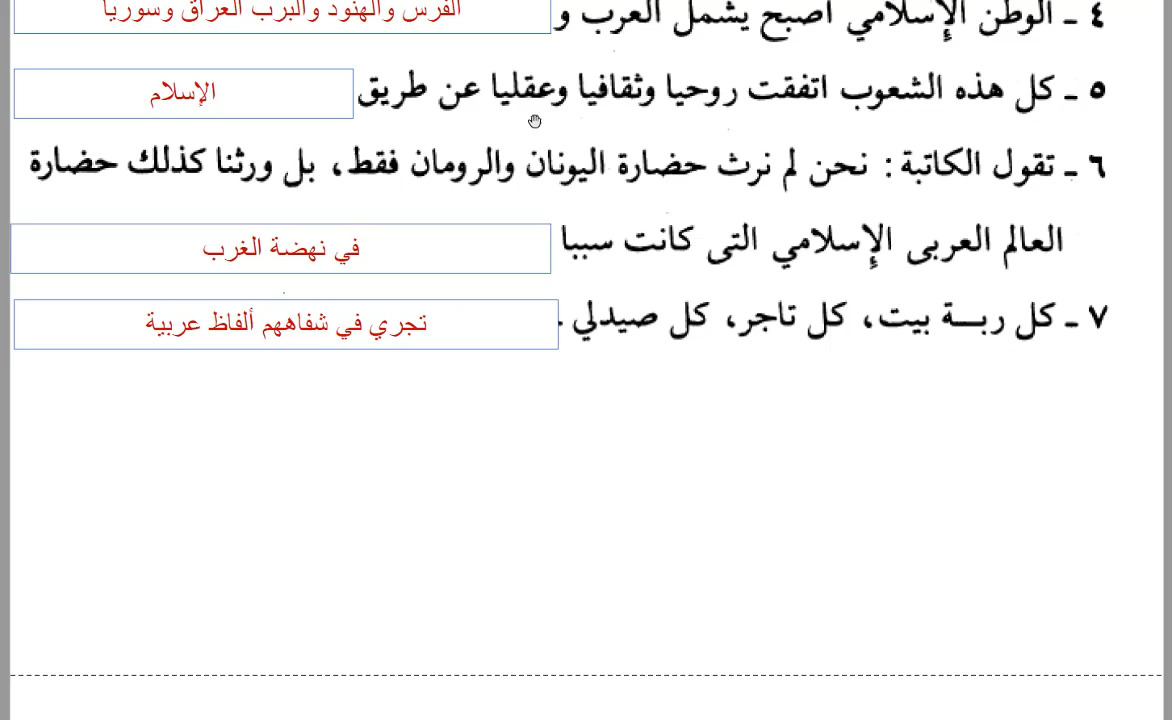 ٤ ـ الوطن الإسلامي أصبح يشمل العرب و الفرس والهنود والبرب العراق وسوريا
٥ ـ كل هذه الشعوب اتفقت روحيا وثقافيا وعقليا عن طريق الإسلام
٦ ـ تقول الكاتبة : نحن لم نرث حضارة اليونان والرومان فقط، بل ورثنا كذلك حضارة
العالم العربى الإسلامي التى كانت سببا في نهضة الغرب
٧ ـ كل ربـــة بيت، كل تاجر، كل صيدلي . تجري في شفاههم ألفاظ عربية